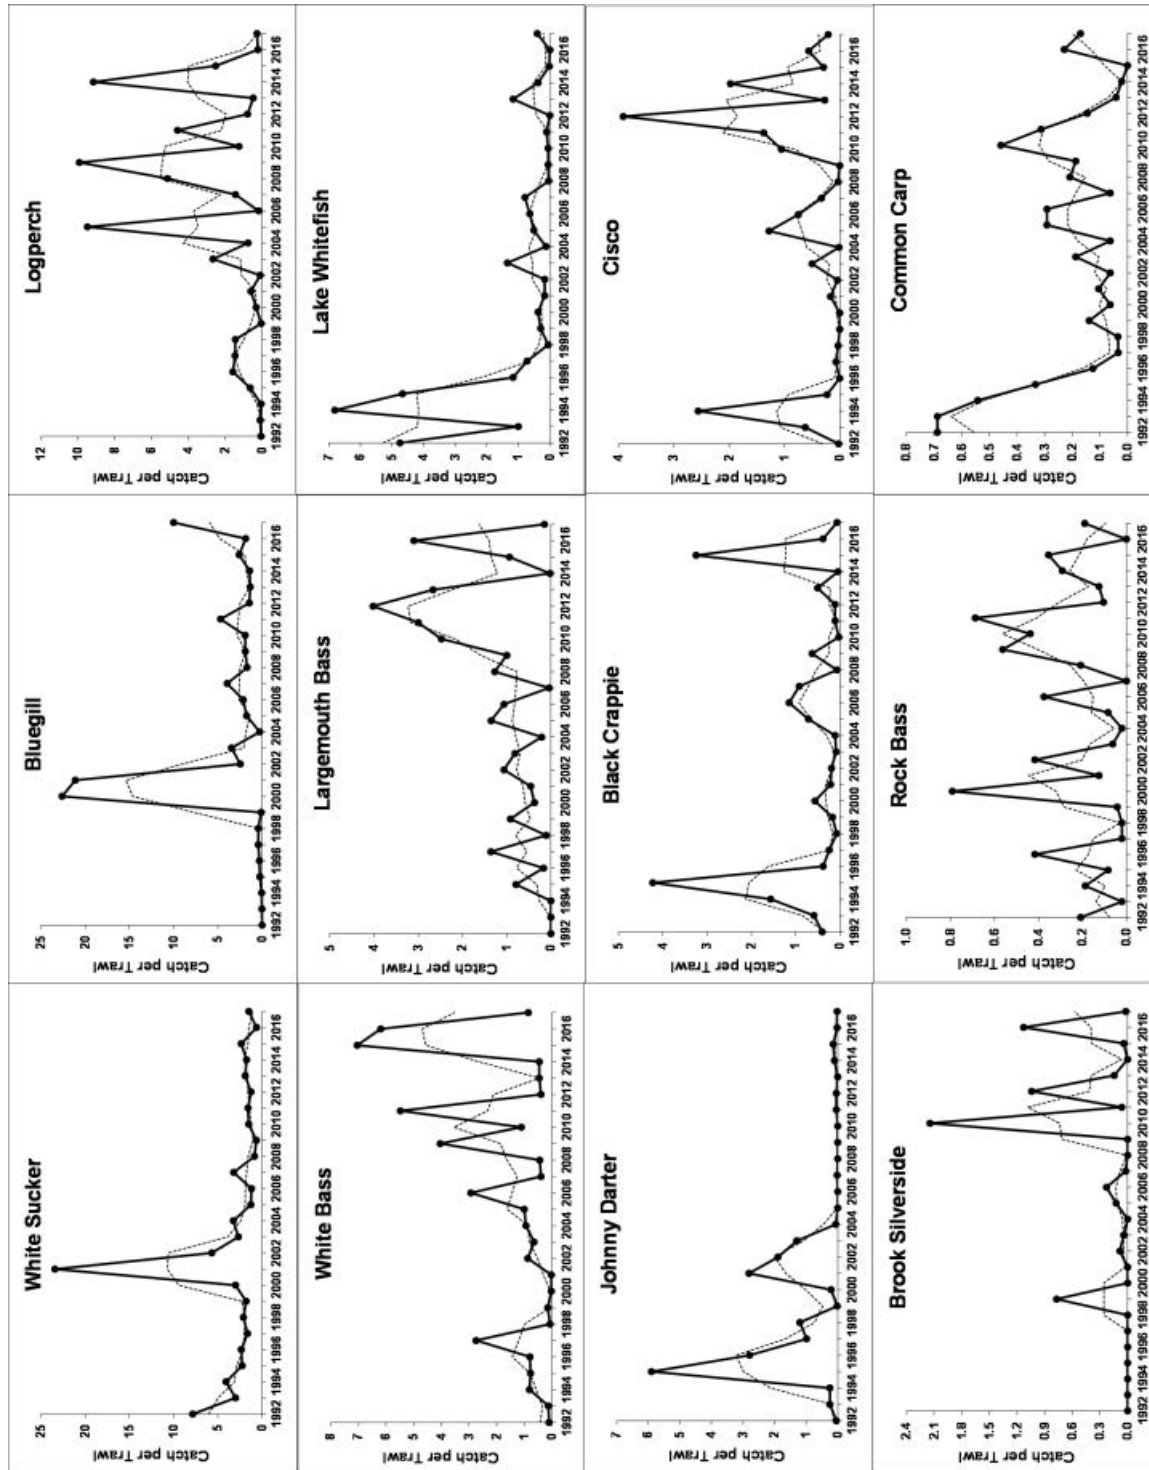 White Sucker
Catch per Trawl
25
20
15
10
5
0
1992 1994 1996 1998 2000 2002 2004 2006 2008 2010 2012 2014 2016
Bluegill
Catch per Trawl
25
20
15
10
5
0
1992 1994 1996 1998 2000 2002 2004 2006 2008 2010 2012 2014 2016
Logperch
Catch per Trawl
12
10
8
6
4
2
0
1992 1994 1996 1998 2000 2002 2004 2006 2008 2010 2012 2014 2016
White Bass
Catch per Trawl
8
7
6
5
4
3
2
1
0
1992 1994 1996 1998 2000 2002 2004 2006 2008 2010 2012 2014 2016
Largemouth Bass
Catch per Trawl
5
4
3
2
1
0
1992 1994 1996 1998 2000 2002 2004 2006 2008 2010 2012 2014 2016
Lake Whitefish
Catch per Trawl
7
6
5
4
3
2
1
0
1992 1994 1996 1998 2000 2002 2004 2006 2008 2010 2012 2014 2016
Johnny Darter
Catch per Trawl
7
6
5
4
3
2
1
0
1992 1994 1996 1998 2000 2002 2004 2006 2008 2010 2012 2014 2016
Black Crappie
Catch per Trawl
5
4
3
2
1
0
1992 1994 1996 1998 2000 2002 2004 2006 2008 2010 2012 2014 2016
Cisco
Catch per Trawl
4
3
2
1
0
1992 1994 1996 1998 2000 2002 2004 2006 2008 2010 2012 2014 2016
Brook Silverside
Catch per Trawl
2.4
2.1
1.8
1.5
1.2
0.9
0.6
0.3
0.0
1992 1994 1996 1998 2000 2002 2004 2006 2008 2010 2012 2014 2016
Rock Bass
Catch per Trawl
1.0
0.8
0.6
0.4
0.2
0.0
1992 1994 1996 1998 2000 2002 2004 2006 2008 2010 2012 2014 2016
Common Carp
Catch per Trawl
0.8
0.7
0.6
0.5
0.4
0.3
0.2
0.1
0.0
1992 1994 1996 1998 2000 2002 2004 2006 2008 2010 2012 2014 2016